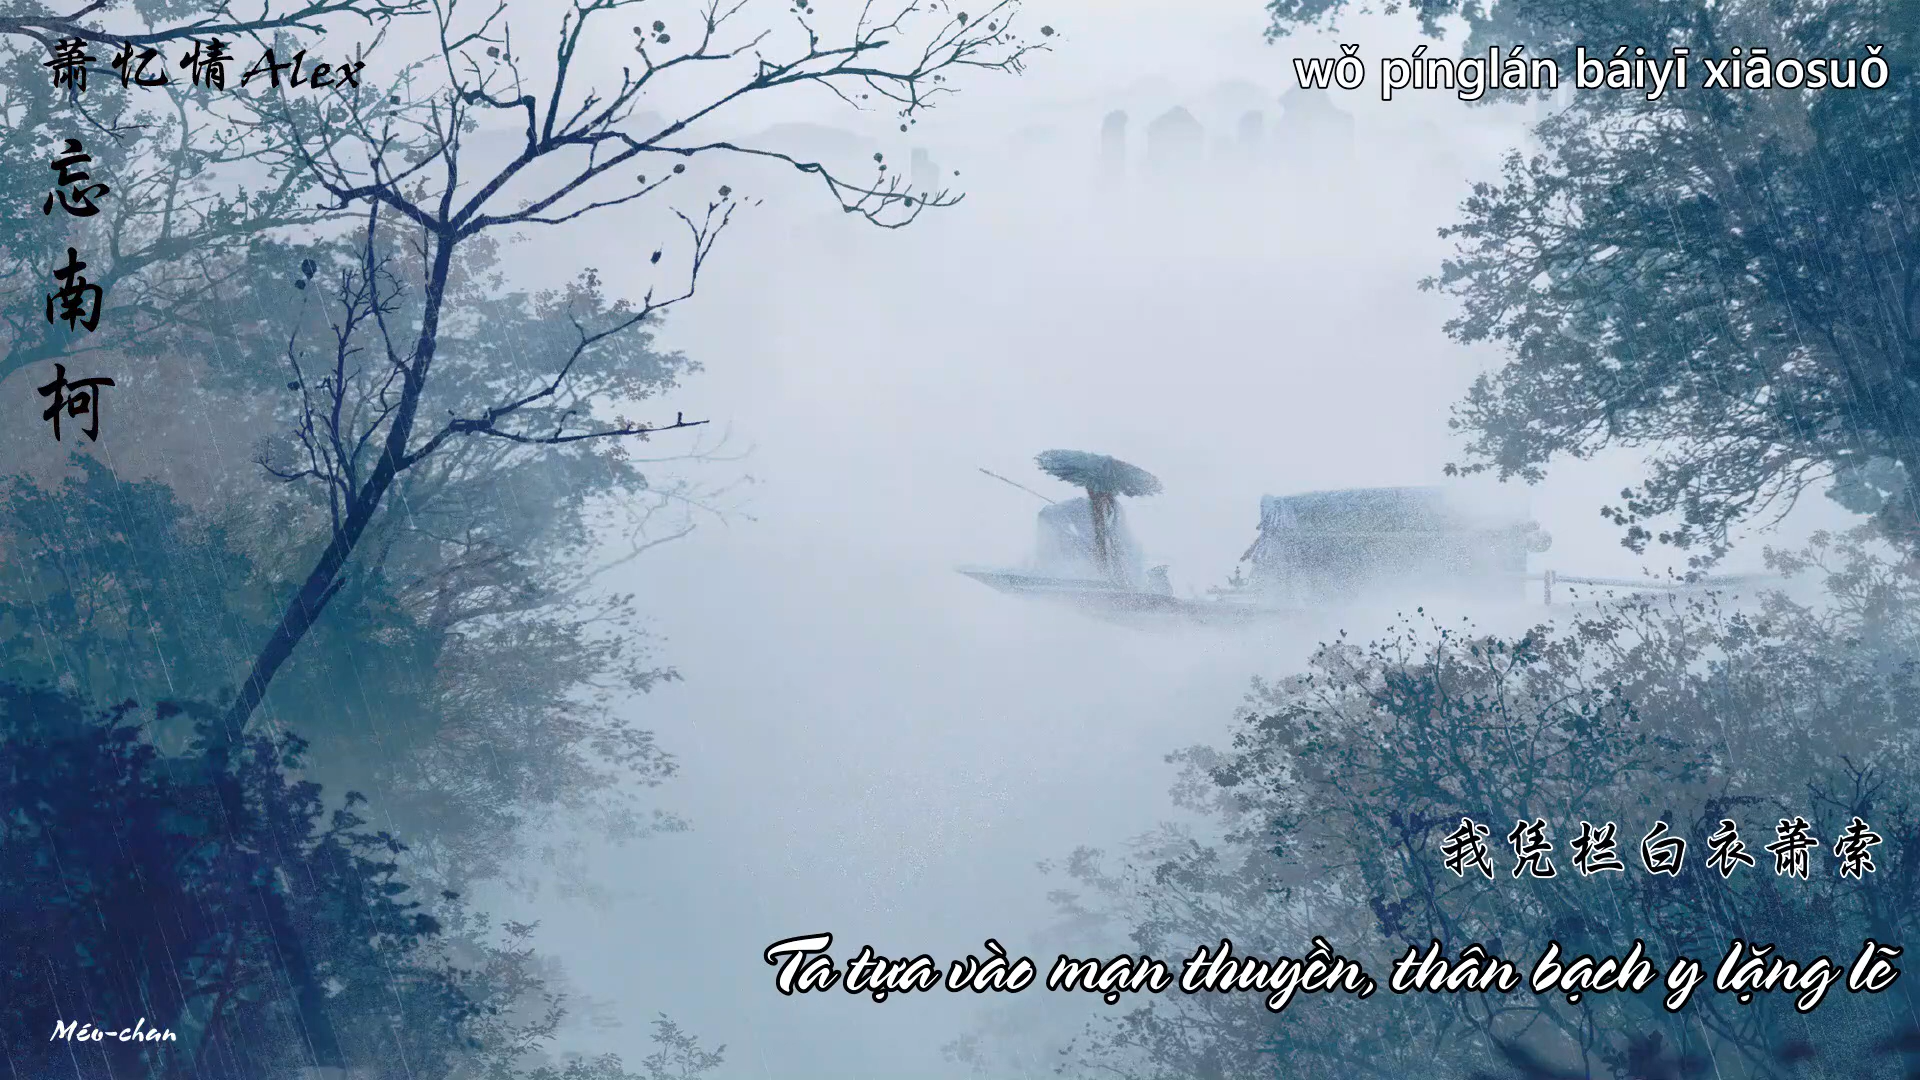 萧忆情Alex
wǒ pínglán báiyī xiāosuǒ
忘南柯
我凭栏白衣萧索
Ta tựa vào mạn thuyền, thân bạch y lặng lẽ
Méo-chan